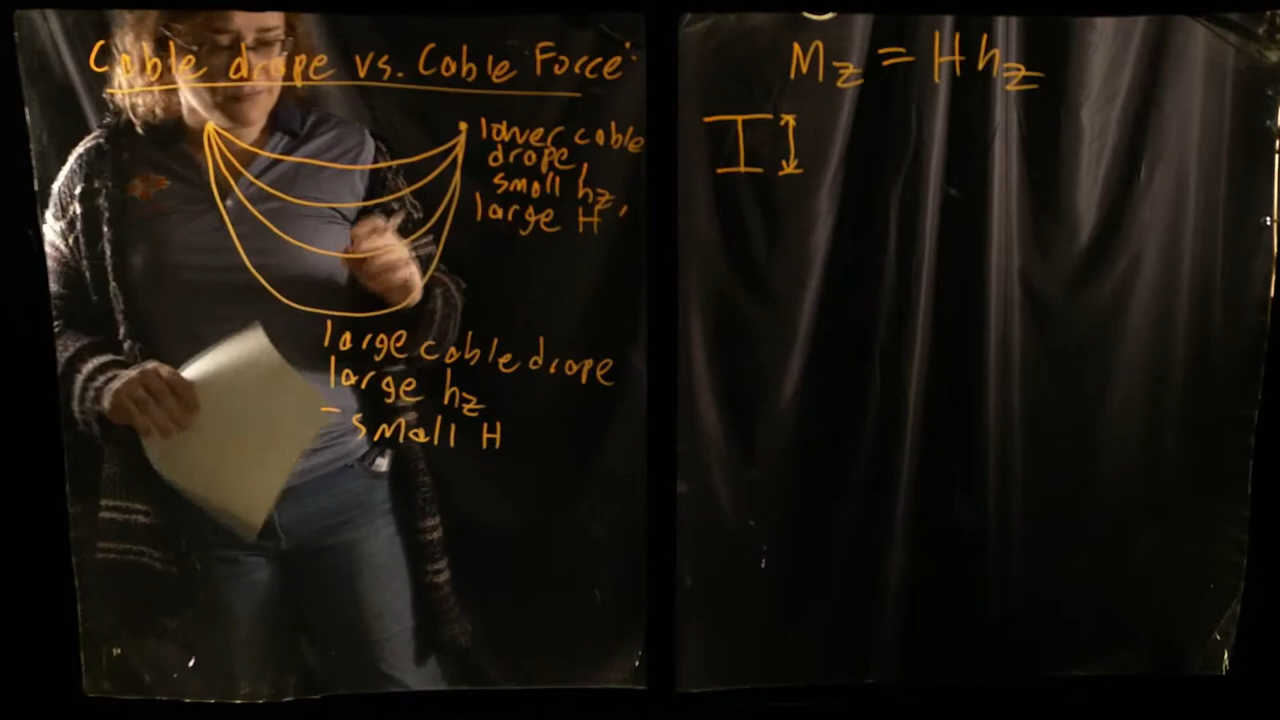 Cable drape vs. Cable Force:
lower cable
drape,
small hz,
large H
large cable drape
large hz
- small H
Mz = H hz